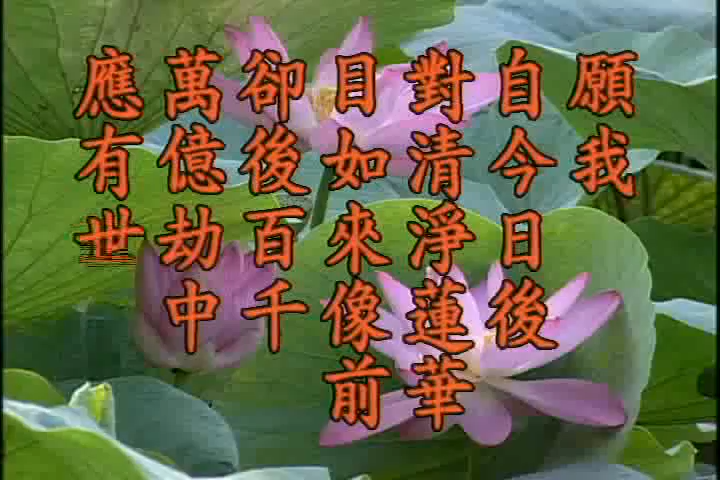 願我
自今日後
對清淨蓮華
目如來像前
卻後百千
萬億劫中
應有世